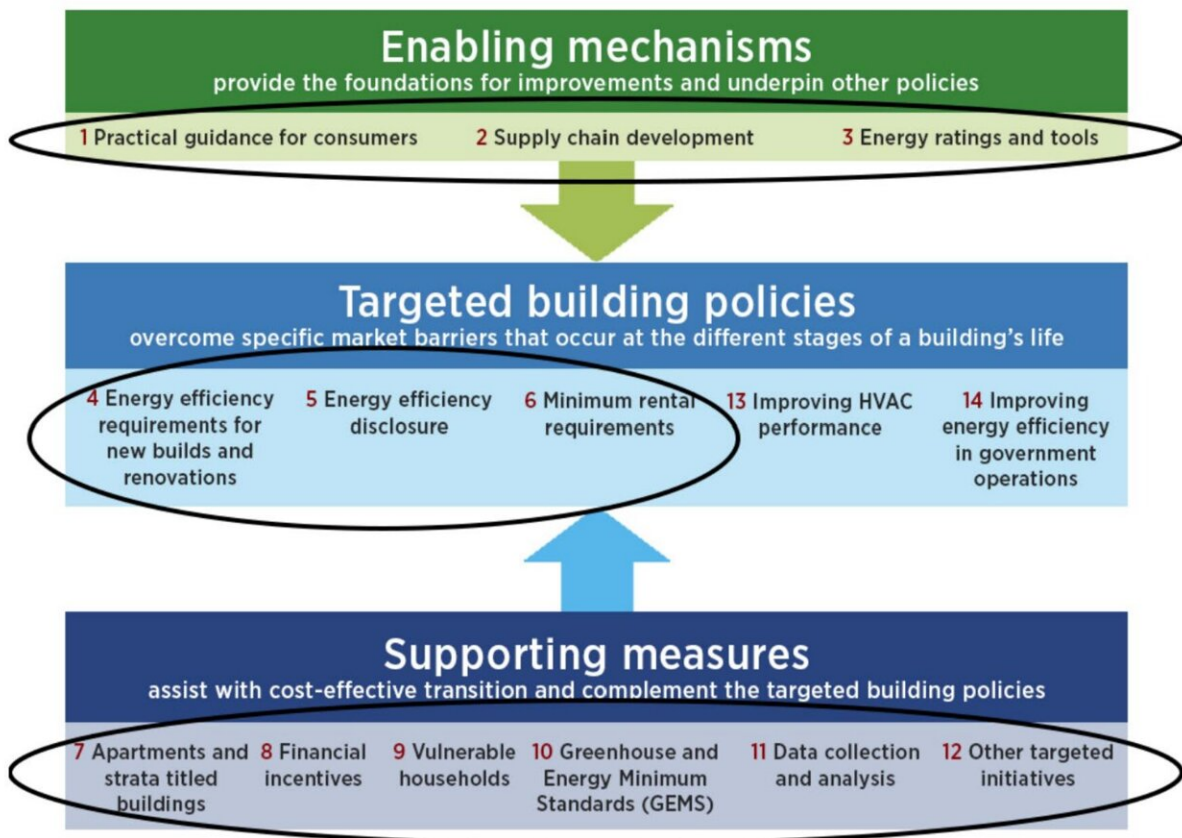 Enabling mechanisms
provide the foundations for improvements and underpin other policies
1 Practical guidance for consumers
2 Supply chain development
3 Energy ratings and tools
Targeted building policies
overcome specific market barriers that occur at the different stages of a building's life
4 Energy efficiency
requirements for
new builds and
renovations
5 Energy efficiency
disclosure
6 Minimum rental
requirements
13 Improving HVAC
performance
14 Improving
energy efficiency
in government
operations
Supporting measures
assist with cost-effective transition and complement the targeted building policies
7 Apartments and
strata titled
buildings
8 Financial
incentives
9 Vulnerable
households
10 Greenhouse and
Energy Minimum
Standards (GEMS)
11 Data collection
and analysis
12 Other targeted
initiatives